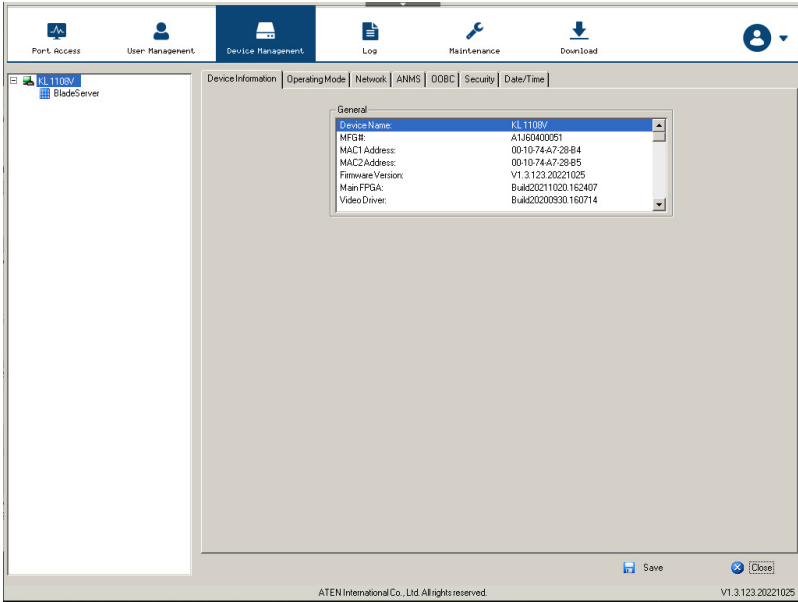 Port Access User Management Device Management Log Maintenance Download
KL1108V
BladeServer
Device Information Operating Mode Network ANMS OOBC Security Date/Time
General
Device Name: KL1108V
MFG#: A1J60400051
MAC1 Address: 00-10-74-A7-28-B4
MAC2 Address: 00-10-74-A7-28-B5
Firmware Version: V1.3.123.20221025
Main FPGA: Build20211020.162407
Video Driver: Build20200930.160714
Save Close
ATEN International Co., Ltd. All rights reserved. V1.3.123.20221025